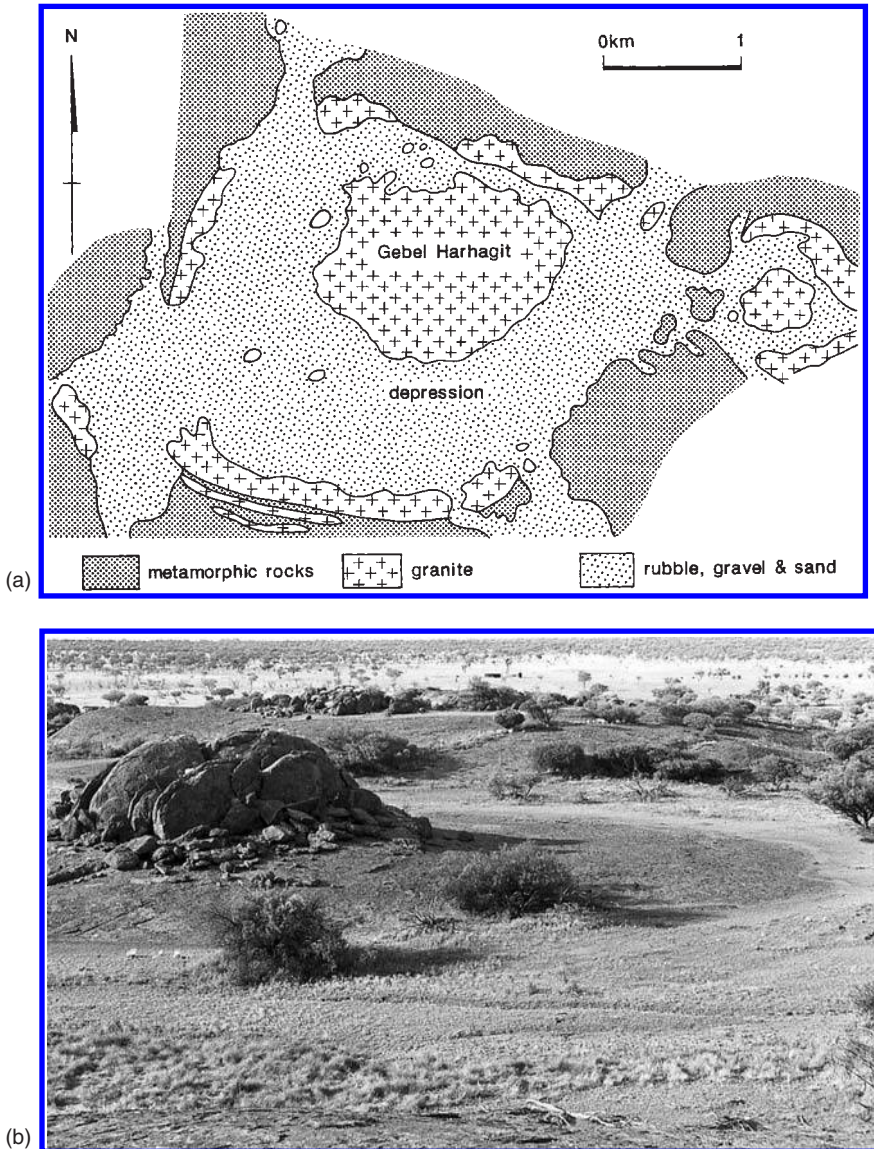 N
0km 1
Gebel Harhagit
depression
metamorphic rocks granite rubble, gravel & sand
(a)
(b)